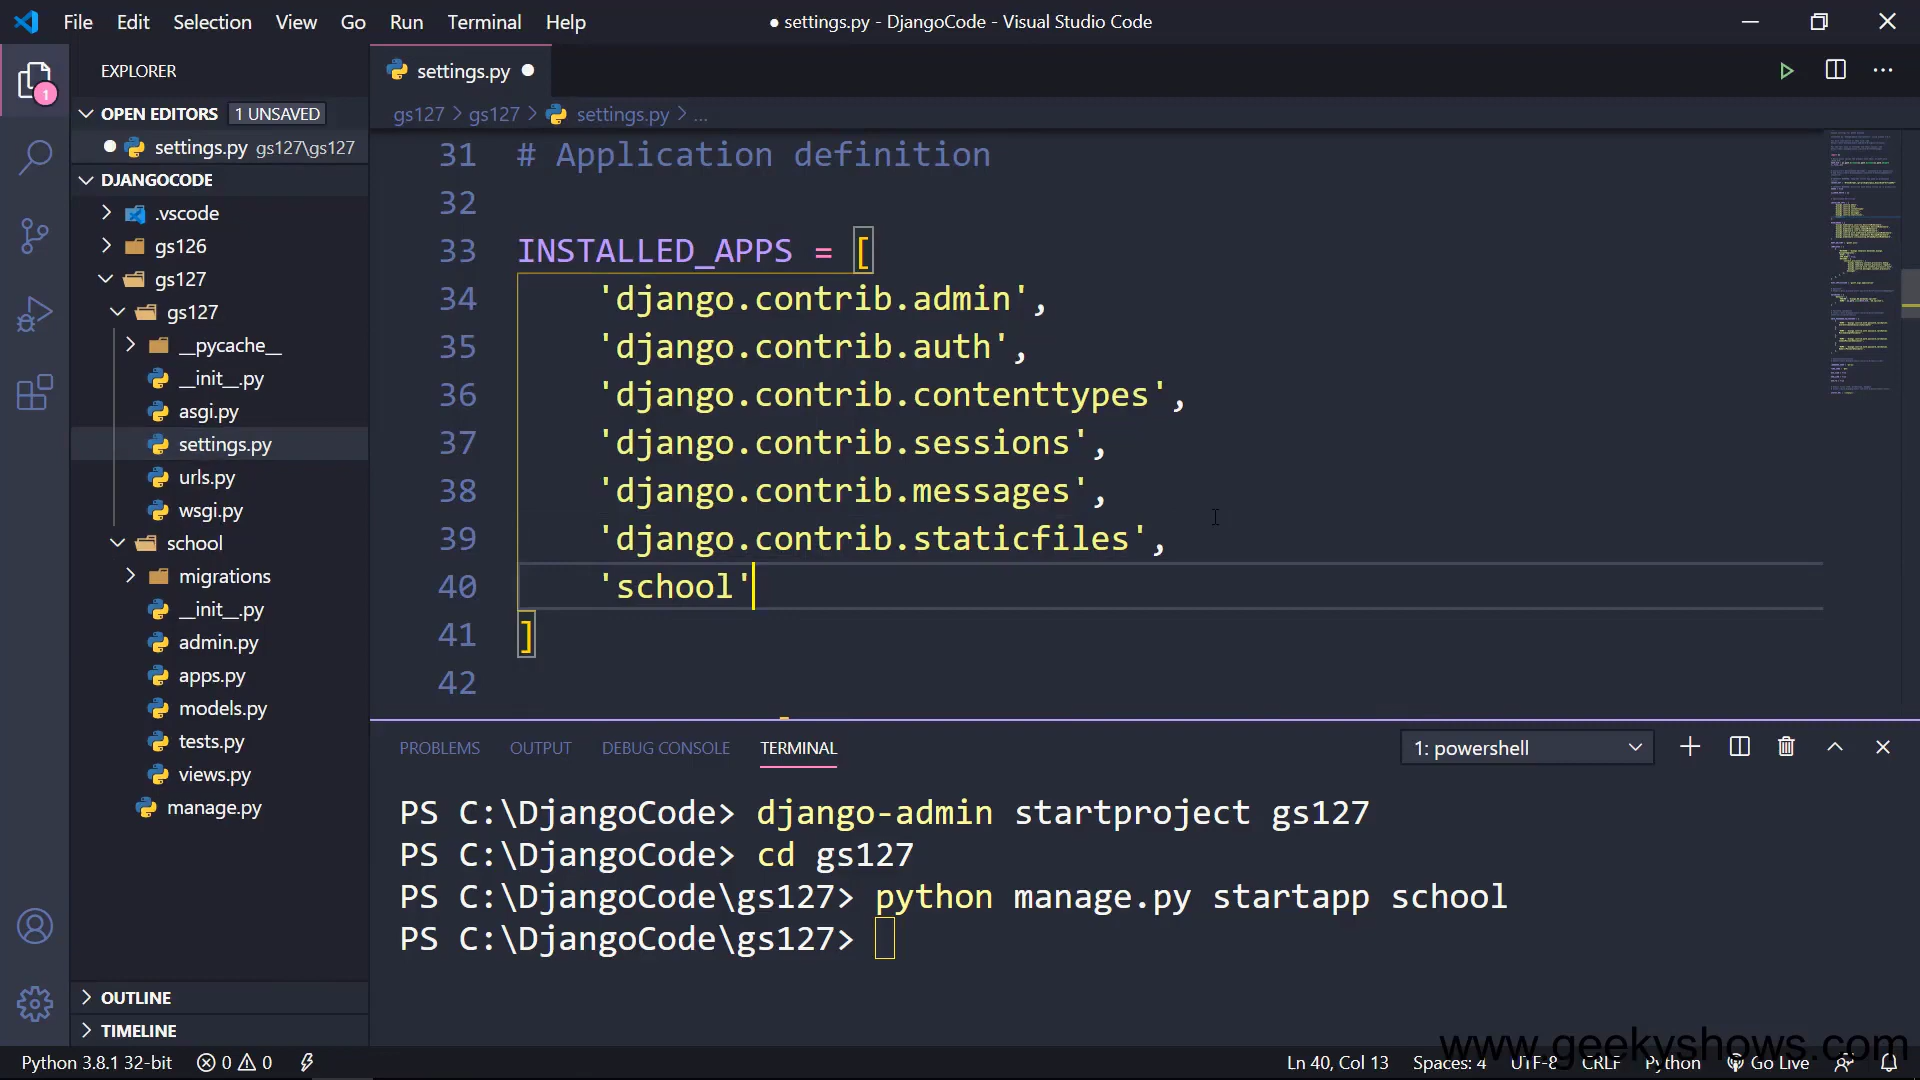 File Edit Selection View Go Run Terminal Help
● settings.py - DjangoCode - Visual Studio Code
EXPLORER
1
OPEN EDITORS 1 UNSAVED
settings.py gs127\gs127
DJANGOCODE
.vscode
gs126
gs127
gs127
__pycache__
__init__.py
asgi.py
settings.py
urls.py
wsgi.py
school
migrations
__init__.py
admin.py
apps.py
models.py
tests.py
views.py
manage.py
OUTLINE
TIMELINE
settings.py
gs127 > gs127 > settings.py > ...
31 # Application definition
32
33 INSTALLED_APPS = [
34 'django.contrib.admin',
35 'django.contrib.auth',
36 'django.contrib.contenttypes',
37 'django.contrib.sessions',
38 'django.contrib.messages',
39 'django.contrib.staticfiles',
40 'school'
41 ]
42
PROBLEMS OUTPUT DEBUG CONSOLE TERMINAL 1: powershell
PS C:\DjangoCode> django-admin startproject gs127
PS C:\DjangoCode> cd gs127
PS C:\DjangoCode\gs127> python manage.py startapp school
PS C:\DjangoCode\gs127>
www.geekyshows.com
Python 3.8.1 32-bit 0 0 Ln 40, Col 13 Spaces: 4 UTF-8 CRLF Python Go Live